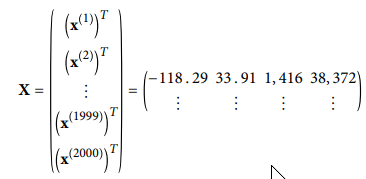 (x^(1))^T
(x^(2))^T
X = ⋮ = (−118.29 33.91 1,416 38,372)
⋮ ⋮ ⋮ ⋮
(x^(1999))^T
(x^(2000))^T